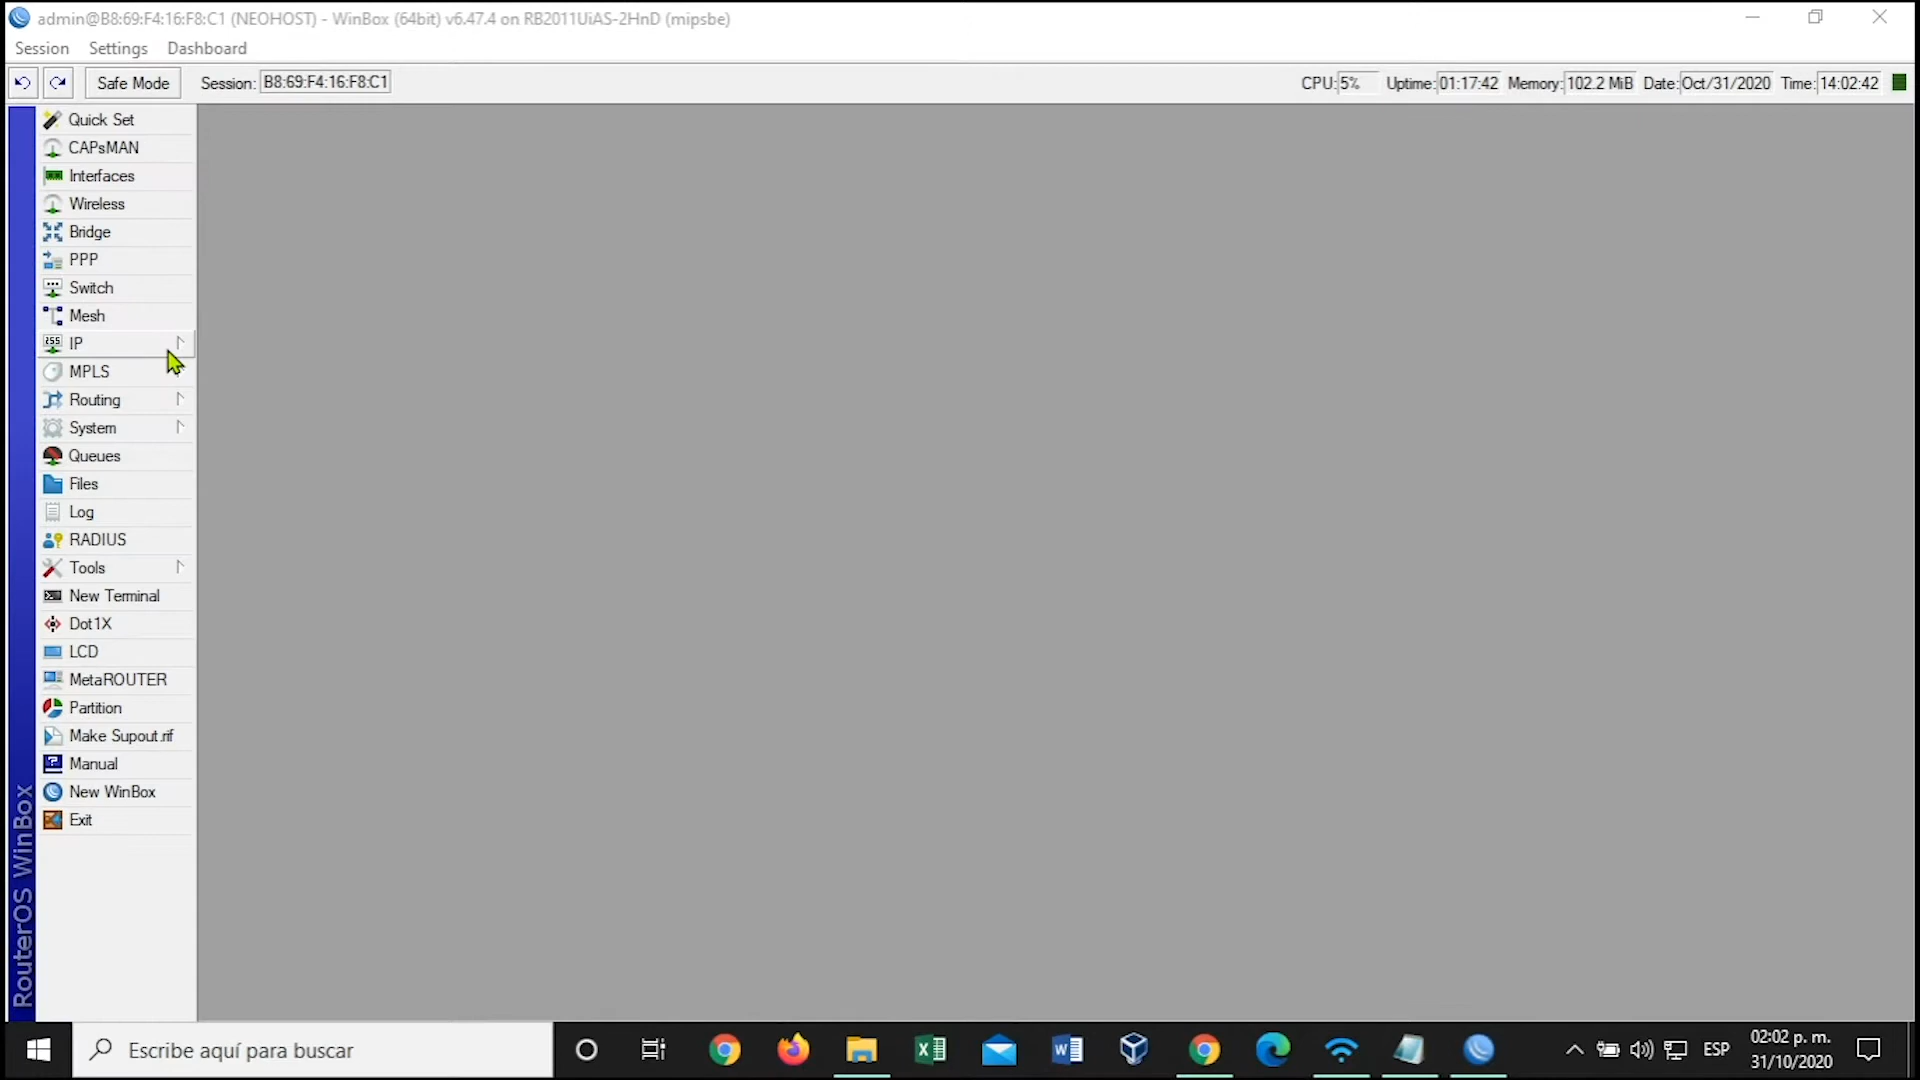 admin@B8:69:F4:16:F8:C1 (NEOHOST) - WinBox (64bit) v6.47.4 on RB2011UiAS-2HnD (mipsbe)
Session Settings Dashboard
Safe Mode Session: B8:69:F4:16:F8:C1 CPU: 5% Uptime: 01:17:42 Memory: 102.2 MiB Date: Oct/31/2020 Time: 14:02:42
Quick Set
CAPsMAN
Interfaces
Wireless
Bridge
PPP
Switch
Mesh
255 IP
MPLS
Routing
System
Queues
Files
Log
RADIUS
Tools
New Terminal
Dot1X
LCD
MetaROUTER
Partition
Make Supout.rif
Manual
New WinBox
Exit
RouterOS WinBox
Escribe aquí para buscar
ESP
02:02 p. m.
31/10/2020